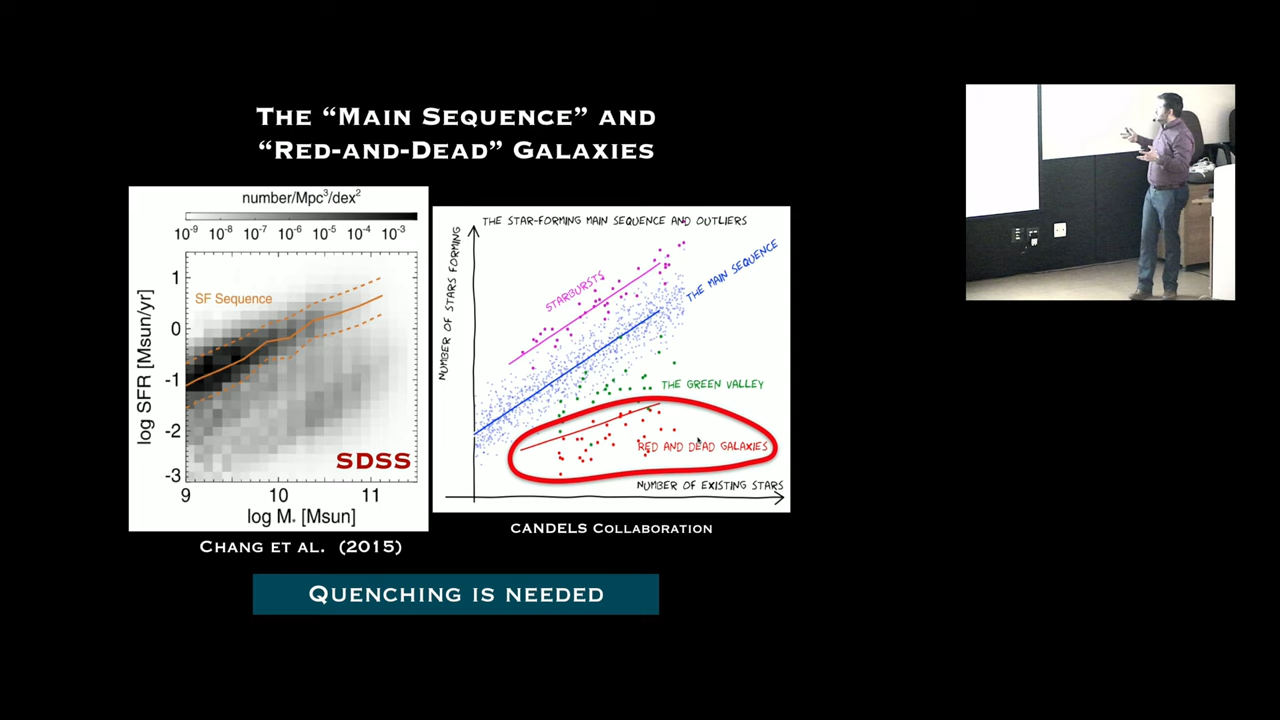 The “Main Sequence” and
“Red-and-Dead” Galaxies
number/Mpc³/dex²
10⁻⁹ 10⁻⁸ 10⁻⁷ 10⁻⁶ 10⁻⁵ 10⁻⁴ 10⁻³
SF Sequence
log SFR [Msun/yr]
1
0
-1
-2
-3
SDSS
9 10 11
log M* [Msun]
Chang et al. (2015)
THE STAR-FORMING MAIN SEQUENCE AND OUTLIERS
NUMBER OF STARS FORMING
STARBURSTS
THE MAIN SEQUENCE
THE GREEN VALLEY
RED AND DEAD GALAXIES
NUMBER OF EXISTING STARS
CANDELS Collaboration
Quenching is needed